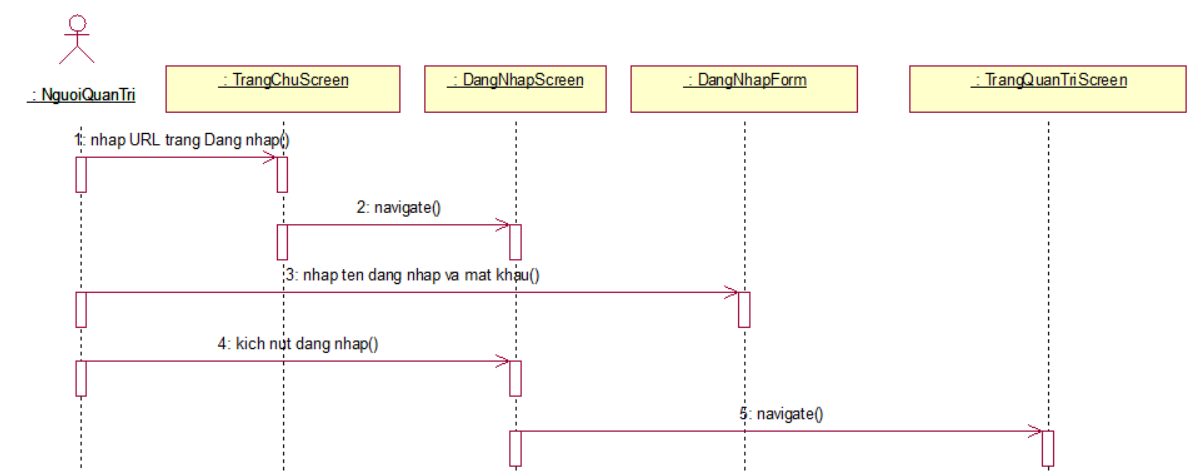 : NguoiQuanTri
: TrangChuScreen
: DangNhapScreen
: DangNhapForm
: TrangQuanTriScreen
1: nhap URL trang Dang nhap()
2: navigate()
3: nhap ten dang nhap va mat khau()
4: kich nut dang nhap()
5: navigate()